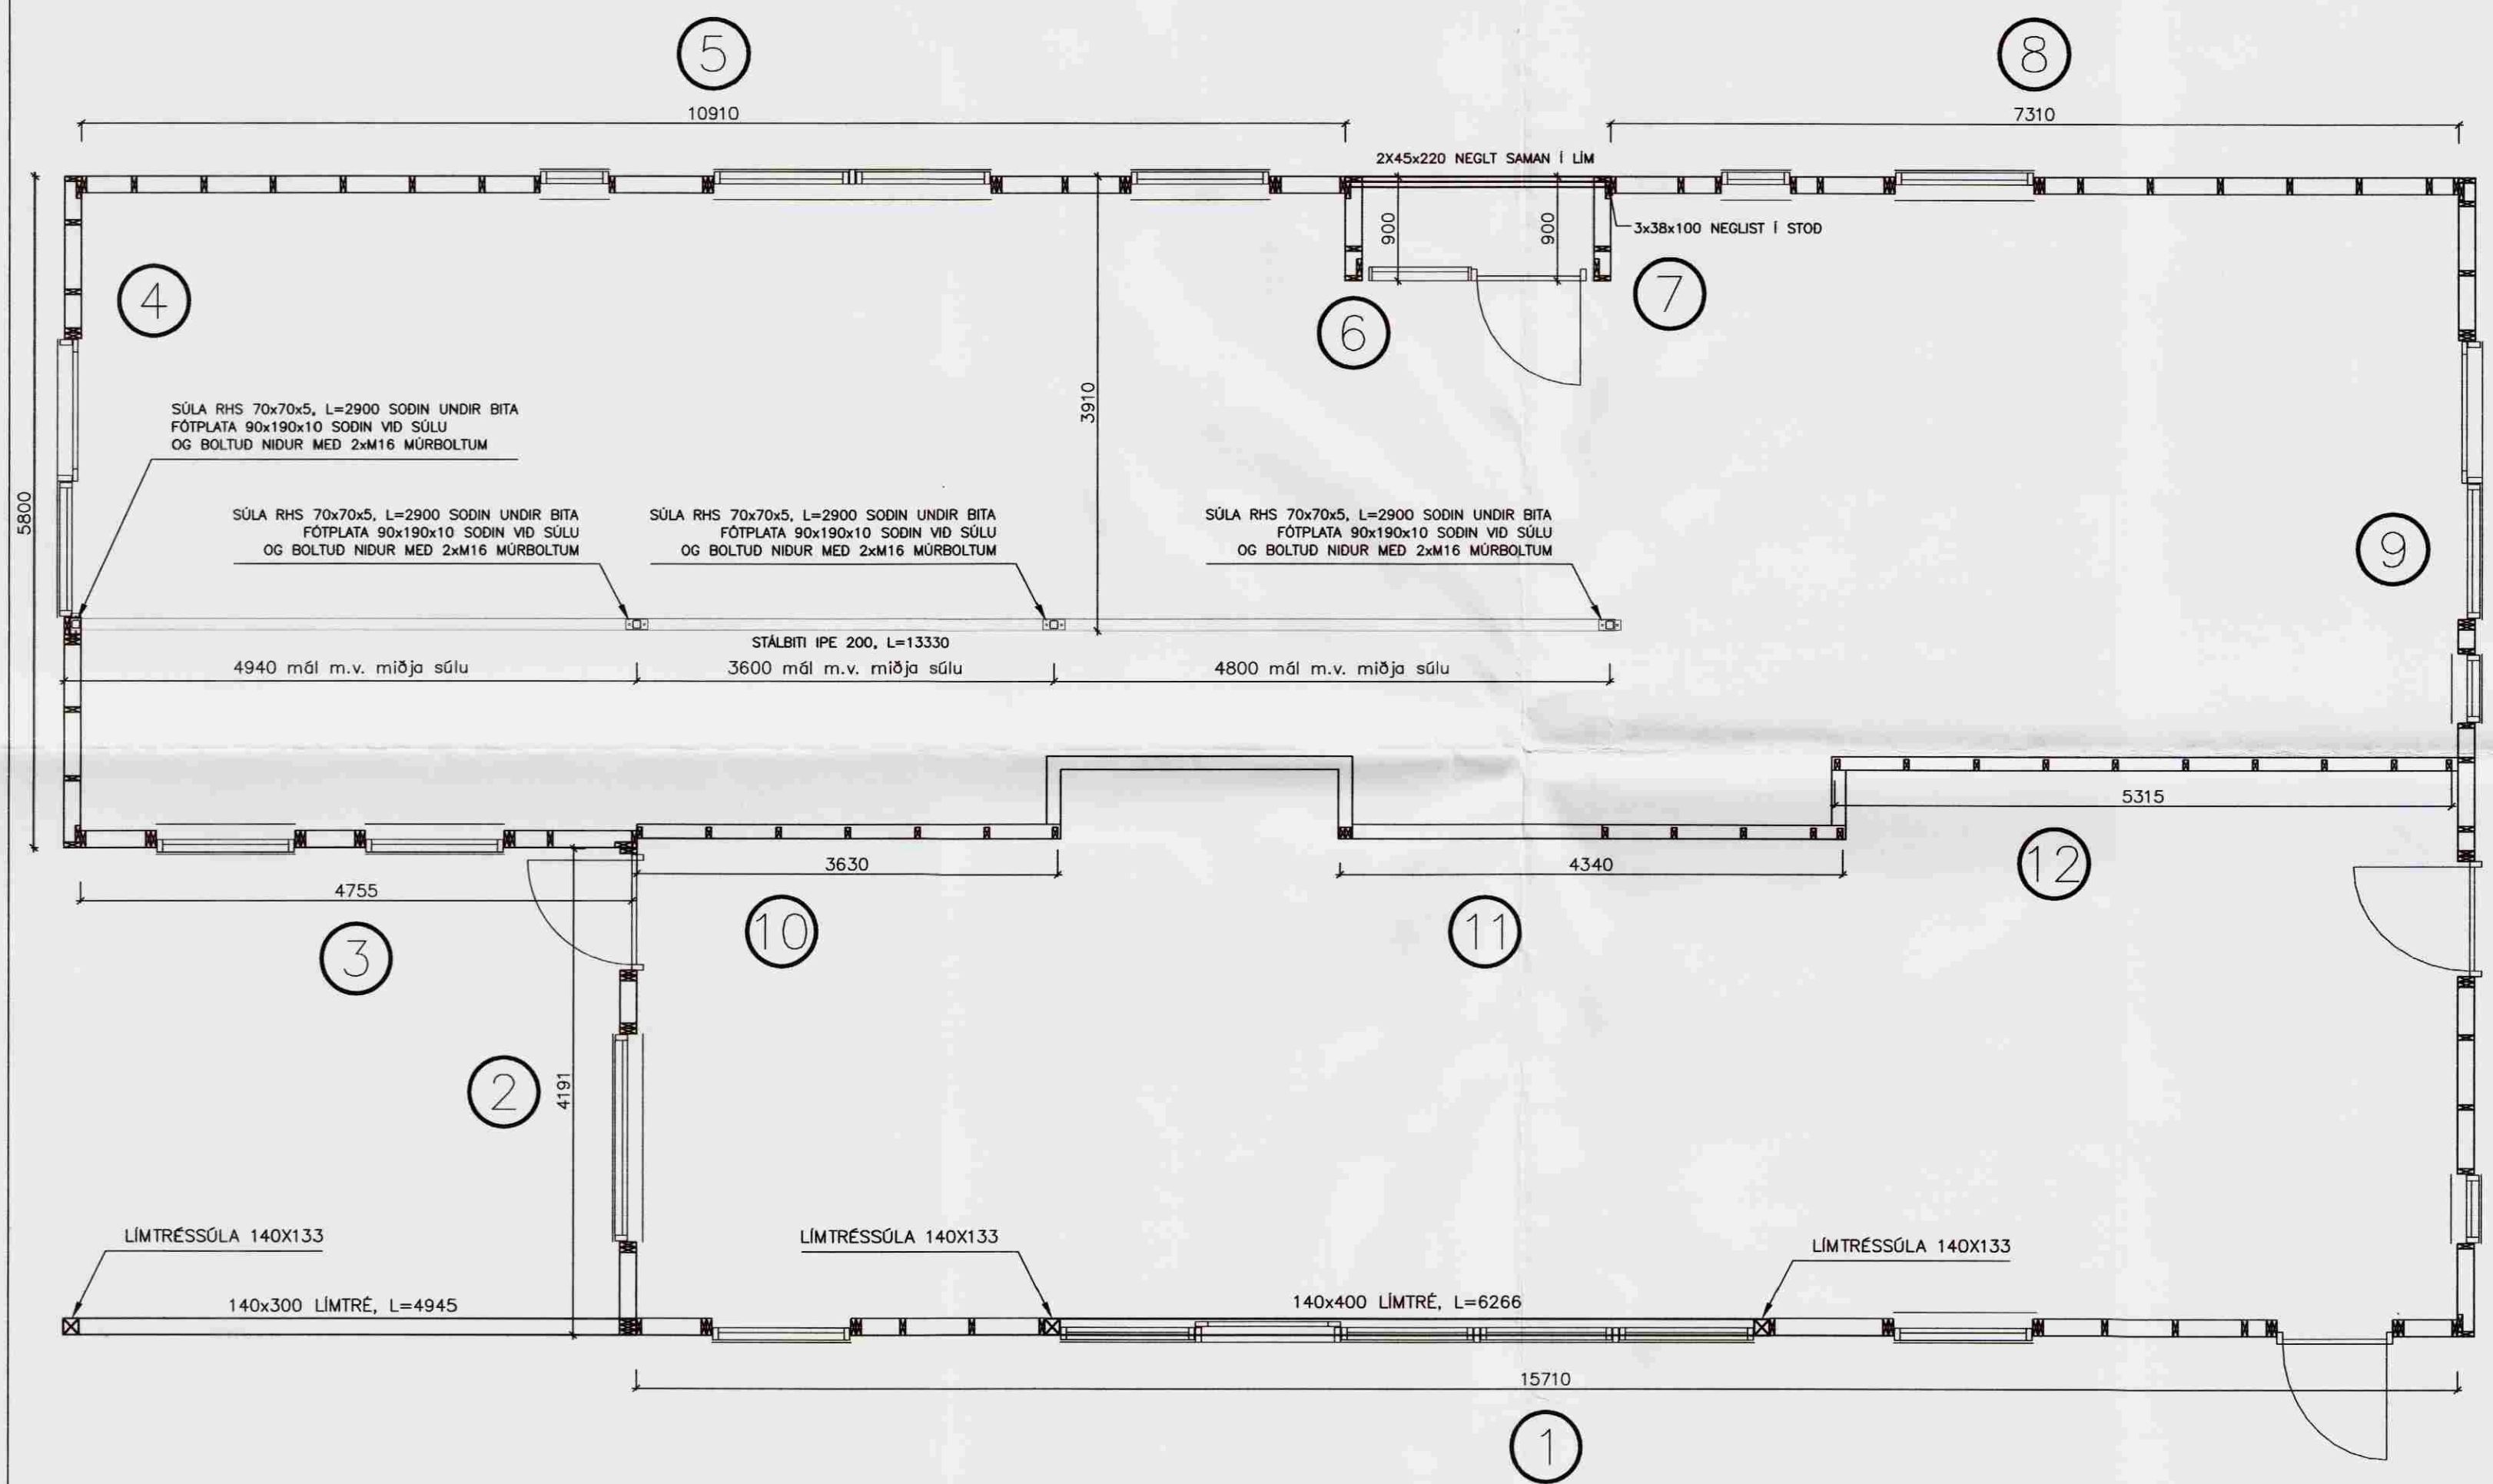 5
8
10910
7310
2X45x220 NEGLT SAMAN Í LÍM
900
900
3x38x100 NEGLIST Í STOÐ
4
7
6
3910
5800
SÚLA RHS 70x70x5, L=2900 SOÐIN UNDIR BITA
FÓTPLATA 90x190x10 SOÐIN VIÐ SÚLU
OG BOLTUÐ NIÐUR MEÐ 2xM16 MÚRBOLTUM
SÚLA RHS 70x70x5, L=2900 SOÐIN UNDIR BITA
FÓTPLATA 90x190x10 SOÐIN VIÐ SÚLU
OG BOLTUÐ NIÐUR MEÐ 2xM16 MÚRBOLTUM
SÚLA RHS 70x70x5, L=2900 SOÐIN UNDIR BITA
FÓTPLATA 90x190x10 SOÐIN VIÐ SÚLU
OG BOLTUÐ NIÐUR MEÐ 2xM16 MÚRBOLTUM
SÚLA RHS 70x70x5, L=2900 SOÐIN UNDIR BITA
FÓTPLATA 90x190x10 SOÐIN VIÐ SÚLU
OG BOLTUÐ NIÐUR MEÐ 2xM16 MÚRBOLTUM
9
STÁLBITI IPE 200, L=13330
4940 mál m.v. miðja súlu
3600 mál m.v. miðja súlu
4800 mál m.v. miðja súlu
5315
3630
4340
12
4755
10
11
3
2
4191
LÍMTRÉSSÚLA 140X133
LÍMTRÉSSÚLA 140X133
LÍMTRÉSSÚLA 140X133
140x300 LÍMTRÉ, L=4945
140x400 LÍMTRÉ, L=6266
15710
1